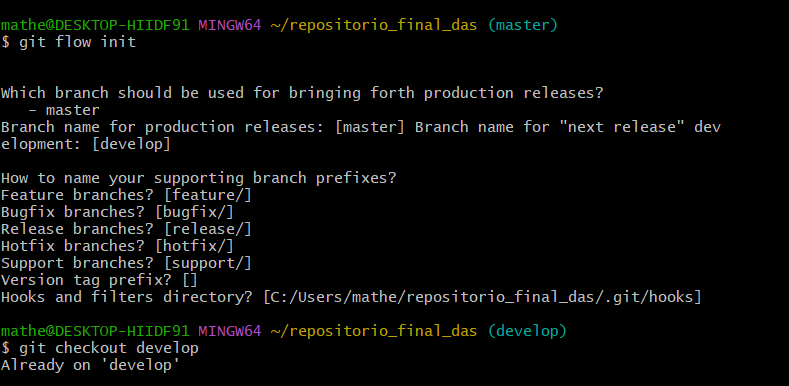 mathe@DESKTOP-HIIDF91 MINGW64 ~/repositorio_final_das (master)
$ git flow init
Which branch should be used for bringing forth production releases?
   - master
Branch name for production releases: [master] Branch name for "next release" dev
elopment: [develop]
How to name your supporting branch prefixes?
Feature branches? [feature/]
Bugfix branches? [bugfix/]
Release branches? [release/]
Hotfix branches? [hotfix/]
Support branches? [support/]
Version tag prefix? []
Hooks and filters directory? [C:/Users/mathe/repositorio_final_das/.git/hooks]
mathe@DESKTOP-HIIDF91 MINGW64 ~/repositorio_final_das (develop)
$ git checkout develop
Already on 'develop'